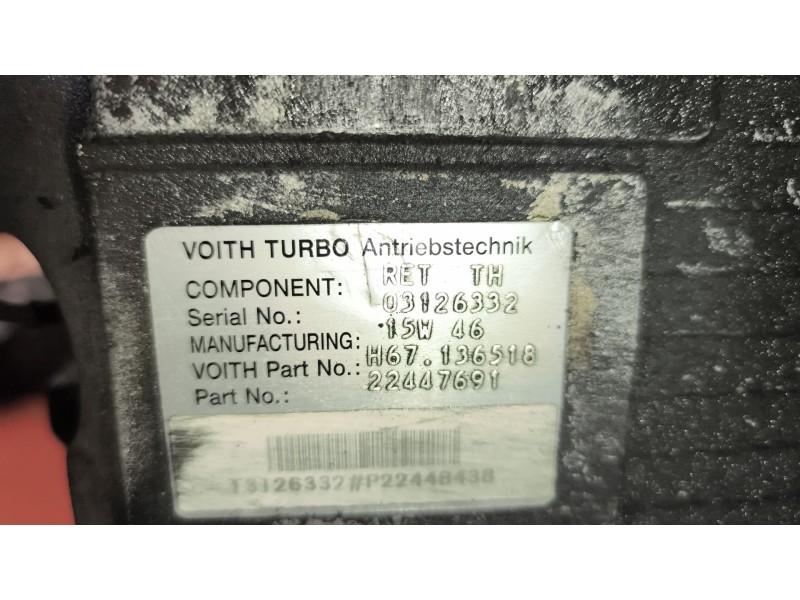 VOITH TURBO Antriebstechnik
COMPONENT: RET TH
Serial No.: 03126332
MANUFACTURING: 15W 46
VOITH Part No.: H67.136518
Part No.: 22447691
T3126332#P22448438